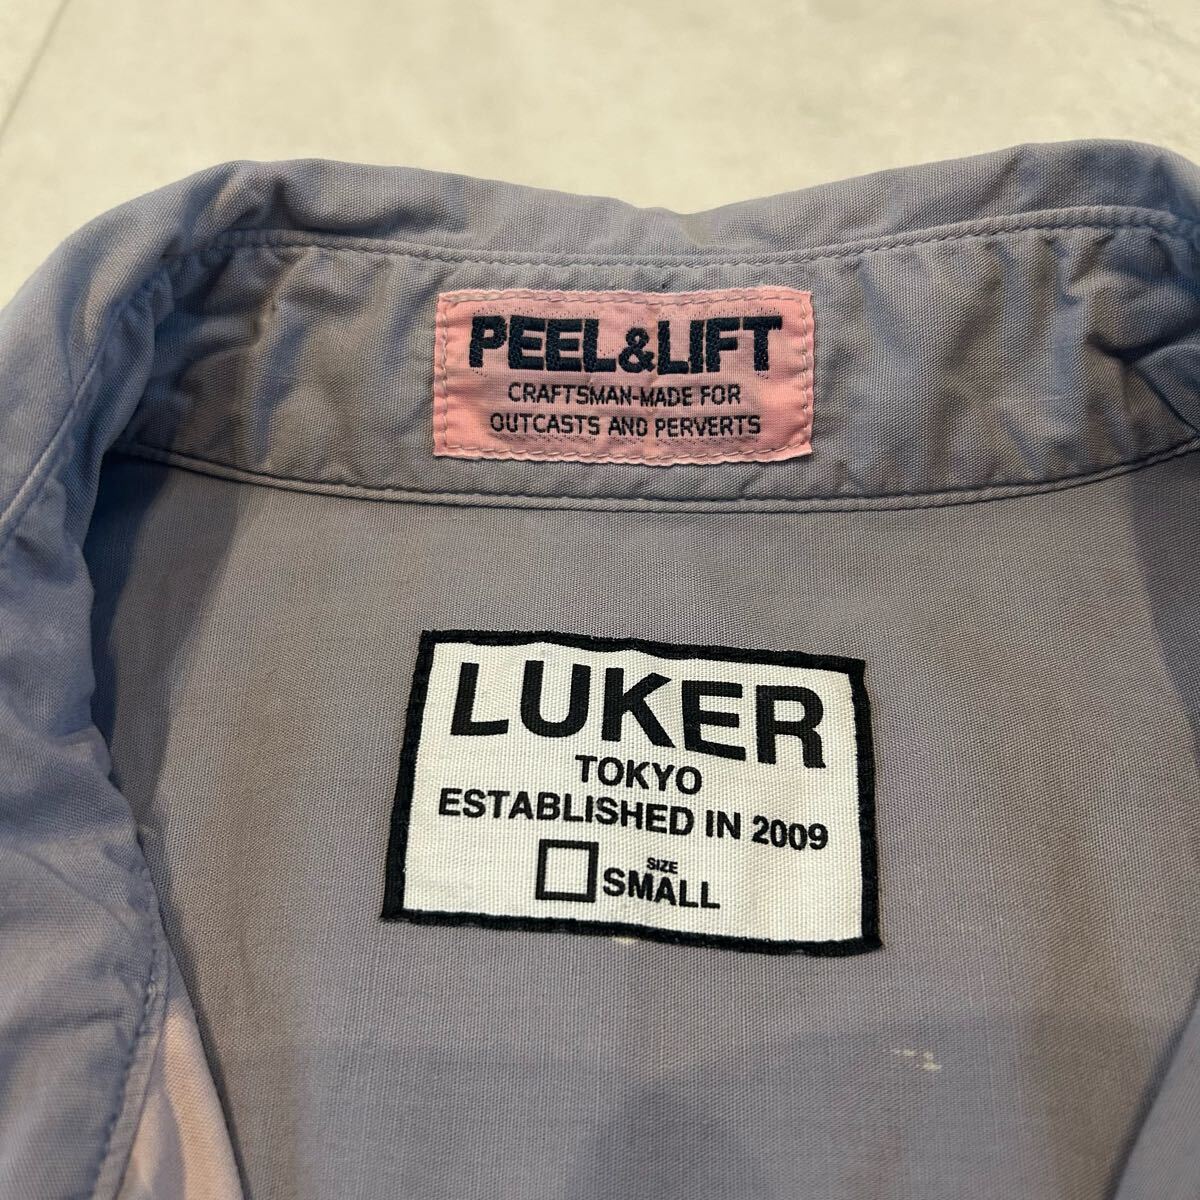 PEEL&LIFT
CRAFTSMAN-MADE FOR
OUTCASTS AND PERVERTS
LUKER
TOKYO
ESTABLISHED IN 2009
SIZE
SMALL